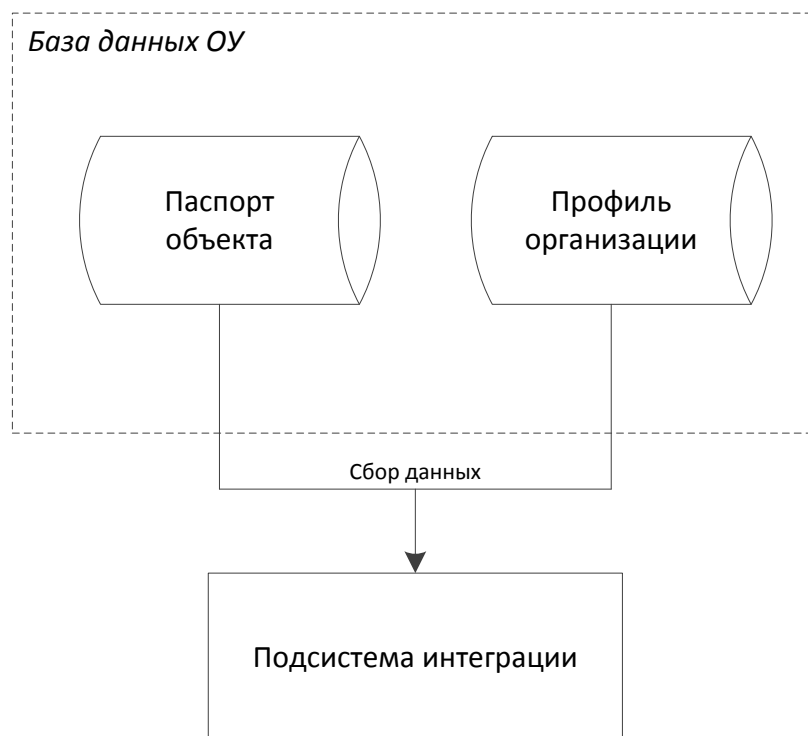 База данных ОУ
Паспорт
объекта
Профиль
организации
Сбор данных
Подсистема интеграции